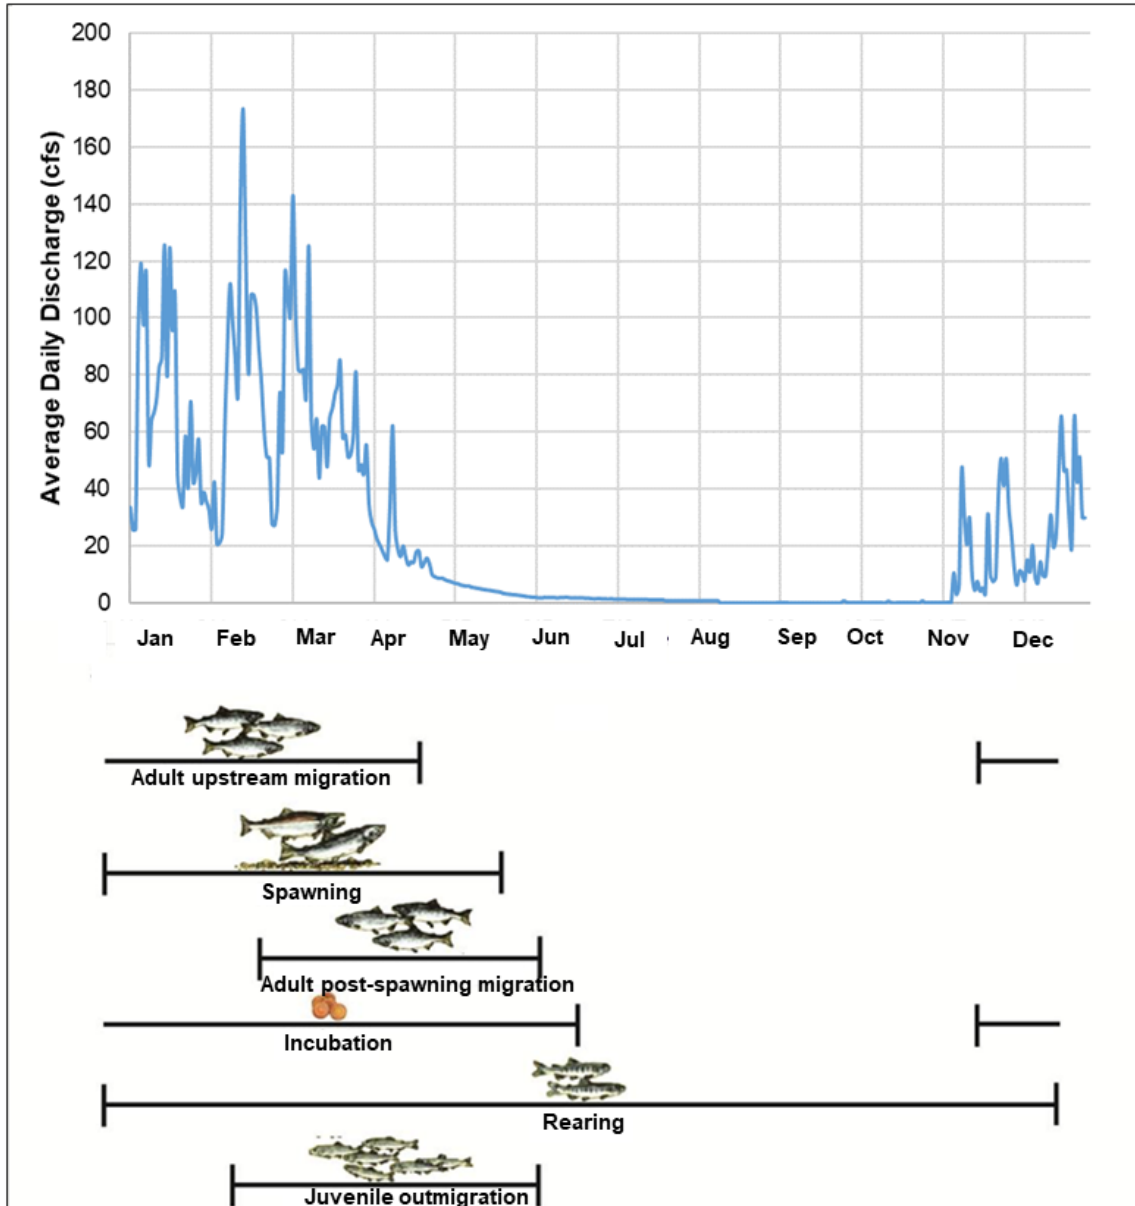 200
180
160
140
120
100
80
60
40
20
0
Average Daily Discharge (cfs)
Jan Feb Mar Apr May Jun Jul Aug Sep Oct Nov Dec
Adult upstream migration
Spawning
Adult post-spawning migration
Incubation
Rearing
Juvenile outmigration